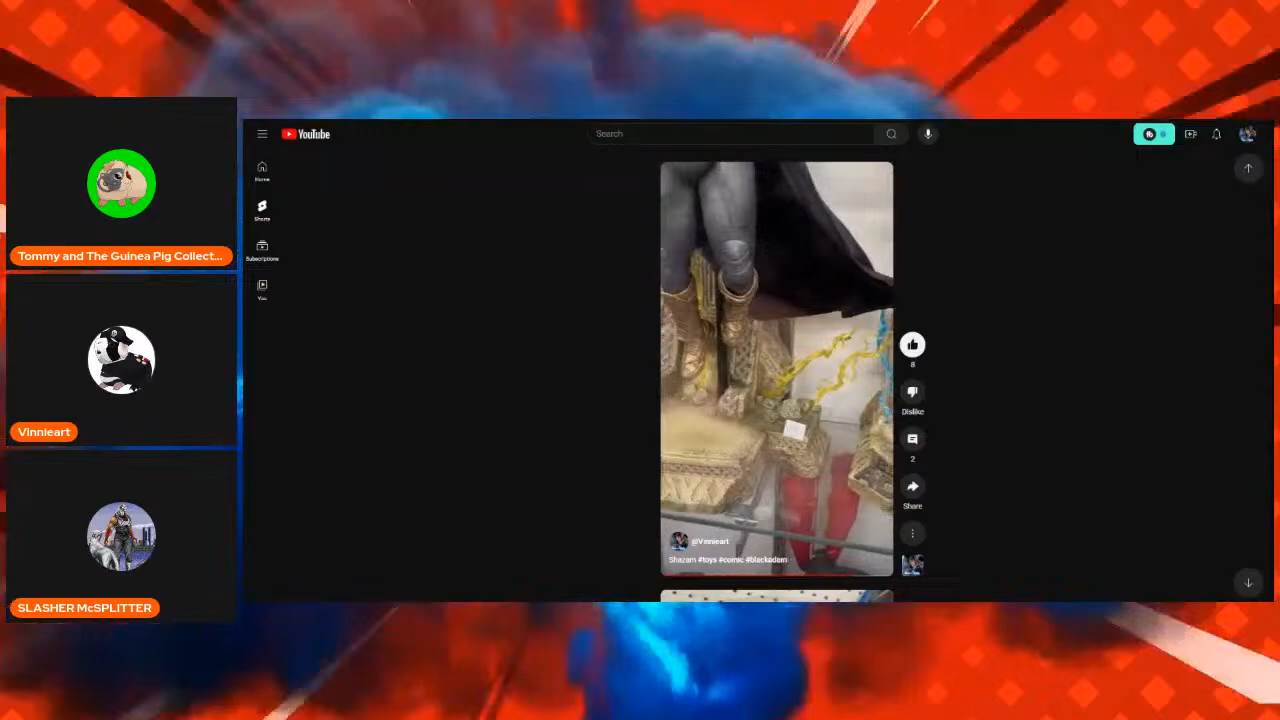 YouTube
Search
Home
Shorts
Subscriptions
You
Tommy and The Guinea Pig Collect...
Vinnieart
SLASHER McSPLITTER
8
Dislike
2
Share
@Vinnieart
Shazam #toys #comic #blackadam